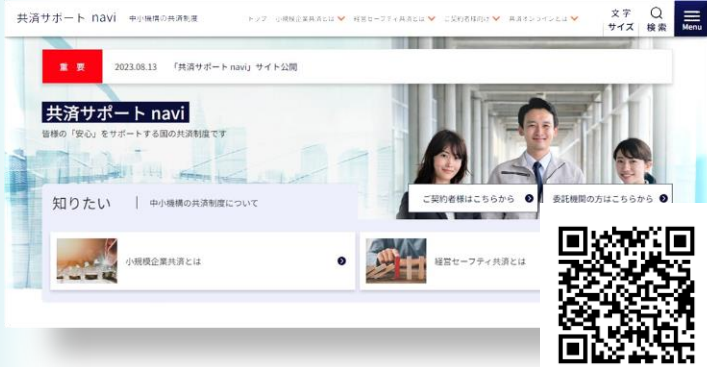 共済サポート navi 中小機構の共済制度
トップ 小規模企業共済とは 経営セーフティ共済とは ご契約者様向け 共済オンラインとは
文字
サイズ
検索
Menu
重 要 2023.08.13 「共済サポート navi」サイト公開
共済サポート navi
皆様の「安心」をサポートする国の共済制度です
ご契約者様はこちらから 委託機関の方はこちらから
知りたい | 中小機構の共済制度について
小規模企業共済とは 経営セーフティ共済とは